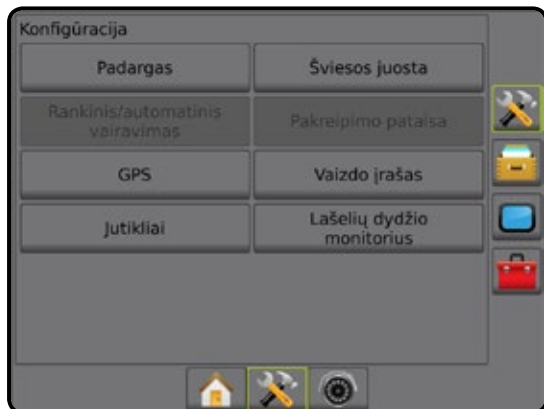 Konfigūracija
Padargas
Šviesos juosta
Rankinis/automatinis
vairavimas
Pakreipimo pataisa
GPS
Vaizdo įrašas
Jutikliai
Lašelių dydžio
monitorius